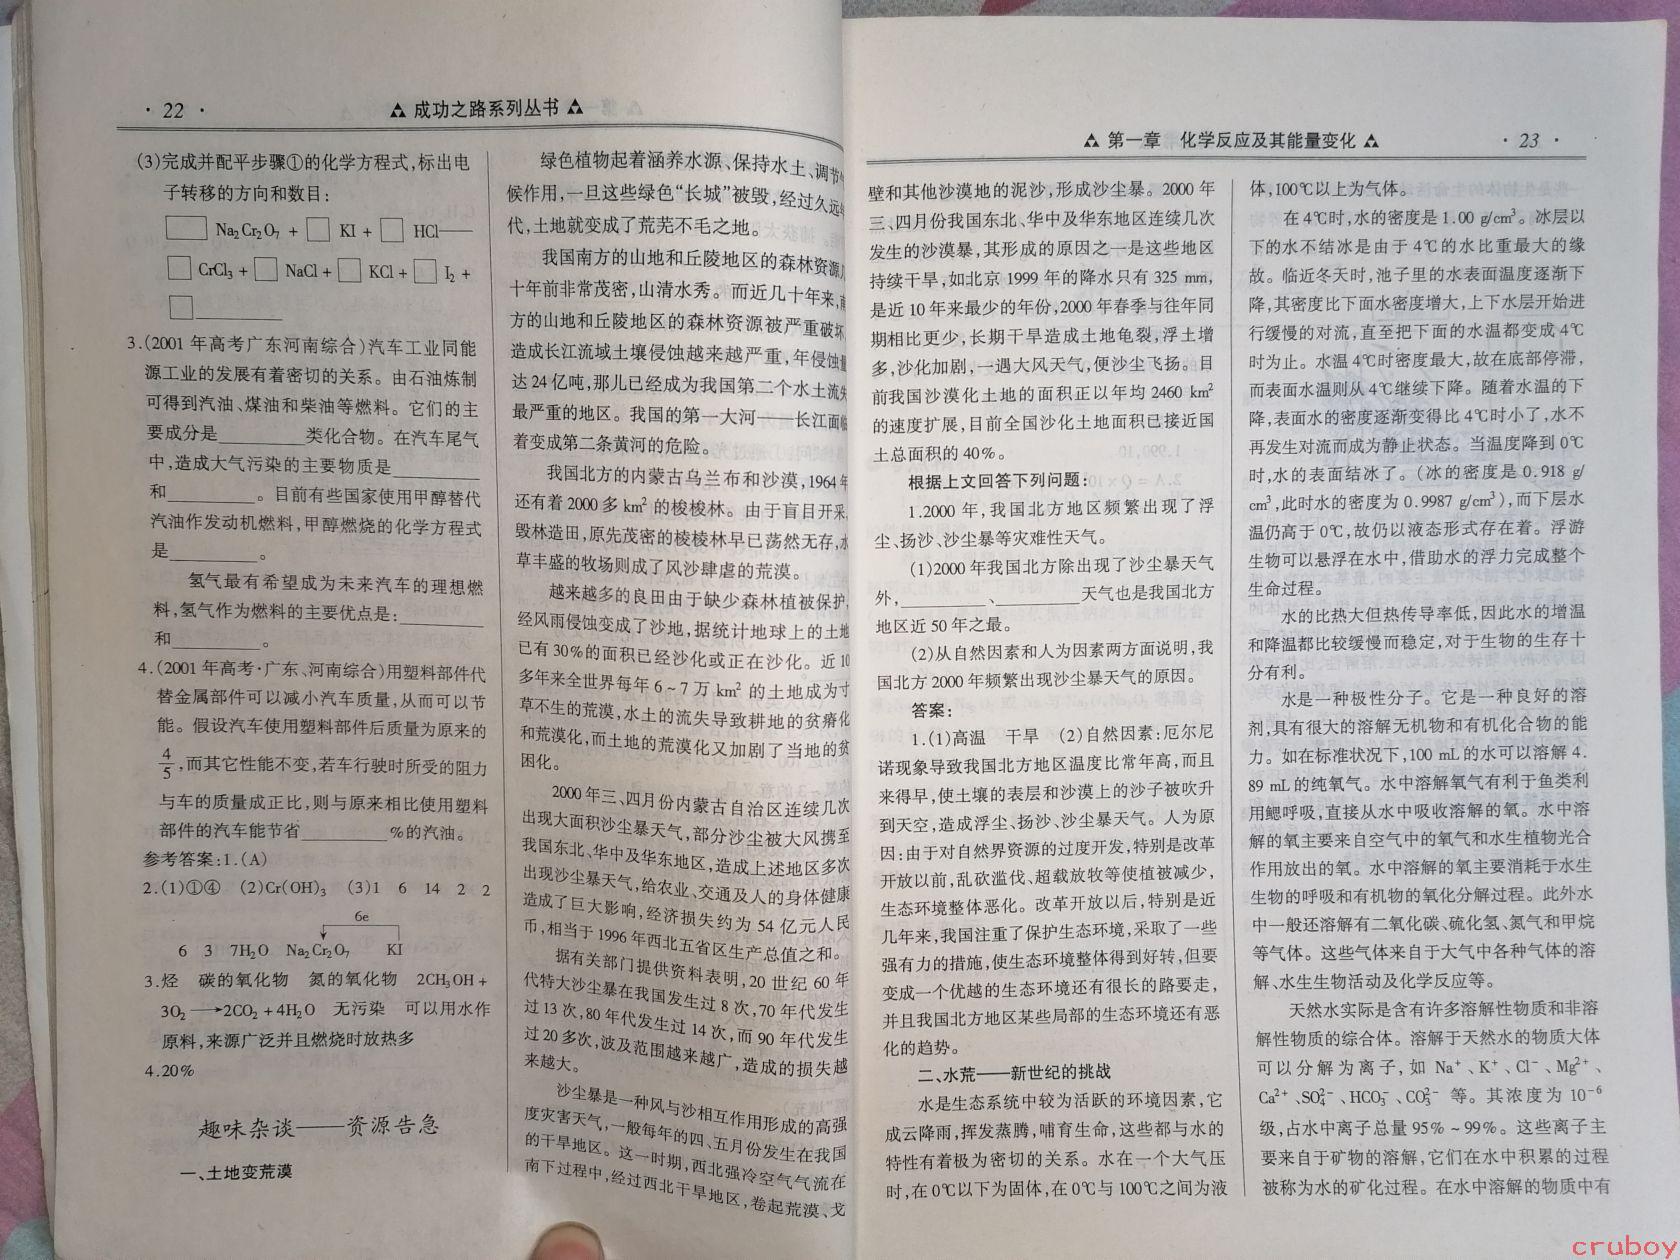 · 22 ·
成功之路系列丛书
(3)完成并配平步骤①的化学方程式,标出电
子转移的方向和数目:
□ Na₂Cr₂O₇ + □ KI + □ HCl——
□ CrCl₃ + □ NaCl + □ KCl + □ I₂ +
□ ________
3.(2001 年高考广东河南综合)汽车工业同能
源工业的发展有着密切的关系。由石油炼制
可得到汽油、煤油和柴油等燃料。它们的主
要成分是________类化合物。在汽车尾气
中,造成大气污染的主要物质是________
和________。目前有些国家使用甲醇替代
汽油作发动机燃料,甲醇燃烧的化学方程式
是________。
氢气最有希望成为未来汽车的理想燃
料,氢气作为燃料的主要优点是:________
和________。
4.(2001 年高考·广东、河南综合)用塑料部件代
替金属部件可以减小汽车质量,从而可以节
能。假设汽车使用塑料部件后质量为原来的
4/5,而其它性能不变,若车行驶时所受的阻力
与车的质量成正比,则与原来相比使用塑料
部件的汽车能节省________%的汽油。
参考答案:1.(A)
2.(1)①④ (2)Cr(OH)₃ (3)1 6 14 2 2
6e
6 3 7H₂O Na₂Cr₂O₇ KI
3.烃 碳的氧化物 氮的氧化物 2CH₃OH +
3O₂ ⟶2CO₂ + 4H₂O 无污染 可以用水作
原料,来源广泛并且燃烧时放热多
4.20%
趣味杂谈——资源告急
一、土地变荒漠
绿色植物起着涵养水源、保持水土、调节
候作用,一旦这些绿色“长城”被毁,经过久远
代,土地就变成了荒芜不毛之地。
我国南方的山地和丘陵地区的森林资源
十年前非常茂密,山清水秀。而近几十年来,
方的山地和丘陵地区的森林资源被严重破坏,
造成长江流域土壤侵蚀越来越严重,年侵蚀量
达 24 亿吨,那儿已经成为我国第二个水土流失
最严重的地区。我国的第一大河——长江面临
着变成第二条黄河的危险。
我国北方的内蒙古乌兰布和沙漠,1964年
还有着 2000 多 km² 的梭梭林。由于盲目开采,
毁林造田,原先茂密的梭梭林早已荡然无存,水
草丰盛的牧场则成了风沙肆虐的荒漠。
越来越多的良田由于缺少森林植被保护,
经风雨侵蚀变成了沙地,据统计地球上的土地
已有 30%的面积已经沙化或正在沙化。近 10
多年来全世界每年 6～7 万 km² 的土地成为寸
草不生的荒漠,水土的流失导致耕地的贫瘠化
和荒漠化,而土地的荒漠化又加剧了当地的贫
困化。
2000 年三、四月份内蒙古自治区连续几次
出现大面积沙尘暴天气,部分沙尘被大风携至
我国东北、华中及华东地区,造成上述地区多次
出现沙尘暴天气,给农业、交通及人的身体健康
造成了巨大影响,经济损失约为 54 亿元人民
币,相当于 1996 年西北五省区生产总值之和。
据有关部门提供资料表明,20 世纪 60 年
代特大沙尘暴在我国发生过 8 次,70 年代发生
过 13 次,80 年代发生过 14 次,而 90 年代发生
过 20 多次,波及范围越来越广,造成的损失越
来越大。
沙尘暴是一种风与沙相互作用形成的高强
度灾害天气,一般每年的四、五月份发生在我国
的干旱地区。这一时期,西北强冷空气气流在
南下过程中,经过西北干旱地区,卷起荒漠、戈
第一章 化学反应及其能量变化
· 23 ·
壁和其他沙漠地的泥沙,形成沙尘暴。2000 年
三、四月份我国东北、华中及华东地区连续几次
发生的沙漠暴,其形成的原因之一是这些地区
持续干旱,如北京 1999 年的降水只有 325 mm,
是近 10 年来最少的年份,2000 年春季与往年同
期相比更少,长期干旱造成土地龟裂,浮土增
多,沙化加剧,一遇大风天气,便沙尘飞扬。目
前我国沙漠化土地的面积正以年均 2460 km²
的速度扩展,目前全国沙化土地面积已接近国
土总面积的 40%。
根据上文回答下列问题:
1.2000 年,我国北方地区频繁出现了浮
尘、扬沙、沙尘暴等灾难性天气。
(1)2000 年我国北方除出现了沙尘暴天气
外,________、________天气也是我国北方
地区近 50 年之最。
(2)从自然因素和人为因素两方面说明,我
国北方 2000 年频繁出现沙尘暴天气的原因。
答案:
1.(1)高温 干旱 (2)自然因素:厄尔尼
诺现象导致我国北方地区温度比常年高,而且
来得早,使土壤的表层和沙漠上的沙子被吹升
到天空,造成浮尘、扬沙、沙尘暴天气。人为原
因:由于对自然界资源的过度开发,特别是改革
开放以前,乱砍滥伐、超载放牧等使植被减少,
生态环境整体恶化。改革开放以后,特别是近
几年来,我国注重了保护生态环境,采取了一些
强有力的措施,使生态环境整体得到好转,但要
变成一个优越的生态环境还有很长的路要走,
并且我国北方地区某些局部的生态环境还有恶
化的趋势。
二、水荒——新世纪的挑战
水是生态系统中较为活跃的环境因素,它
成云降雨,挥发蒸腾,哺育生命,这些都与水的
特性有着极为密切的关系。水在一个大气压
时,在 0℃以下为固体,在 0℃与 100℃之间为液
体,100℃以上为气体。
在 4℃时,水的密度是 1.00 g/cm³。冰层以
下的水不结冰是由于 4℃的水比重最大的缘
故。临近冬天时,池子里的水表面温度逐渐下
降,其密度比下面水密度增大,上下水层开始进
行缓慢的对流,直至把下面的水温都变成 4℃
时为止。水温 4℃时密度最大,故在底部停滞,
而表面水温则从 4℃继续下降。随着水温的下
降,表面水的密度逐渐变得比 4℃时小了,水不
再发生对流而成为静止状态。当温度降到 0℃
时,水的表面结冰了。(冰的密度是 0.918 g/
cm³,此时水的密度为 0.9987 g/cm³),而下层水
温仍高于 0℃,故仍以液态形式存在着。浮游
生物可以悬浮在水中,借助水的浮力完成整个
生命过程。
水的比热大但热传导率低,因此水的增温
和降温都比较缓慢而稳定,对于生物的生存十
分有利。
水是一种极性分子。它是一种良好的溶
剂,具有很大的溶解无机物和有机化合物的能
力。如在标准状况下,100 mL 的水可以溶解 4.
89 mL 的纯氧气。水中溶解氧气有利于鱼类利
用鳃呼吸,直接从水中吸收溶解的氧。水中溶
解的氧主要来自空气中的氧气和水生植物光合
作用放出的氧。水中溶解的氧主要消耗于水生
生物的呼吸和有机物的氧化分解过程。此外水
中一般还溶解有二氧化碳、硫化氢、氮气和甲烷
等气体。这些气体来自于大气中各种气体的溶
解、水生生物活动及化学反应等。
天然水实际是含有许多溶解性物质和非溶
解性物质的综合体。溶解于天然水的物质大体
可以分解为离子,如 Na⁺、K⁺、Cl⁻、Mg²⁺、
Ca²⁺、SO₄²⁻、HCO₃⁻、CO₃²⁻ 等。其浓度为 10⁻⁶
级,占水中离子总量 95%～99%。这些离子主
要来自于矿物的溶解,它们在水中积累的过程
被称为水的矿化过程。在水中溶解的物质中有
cruboy